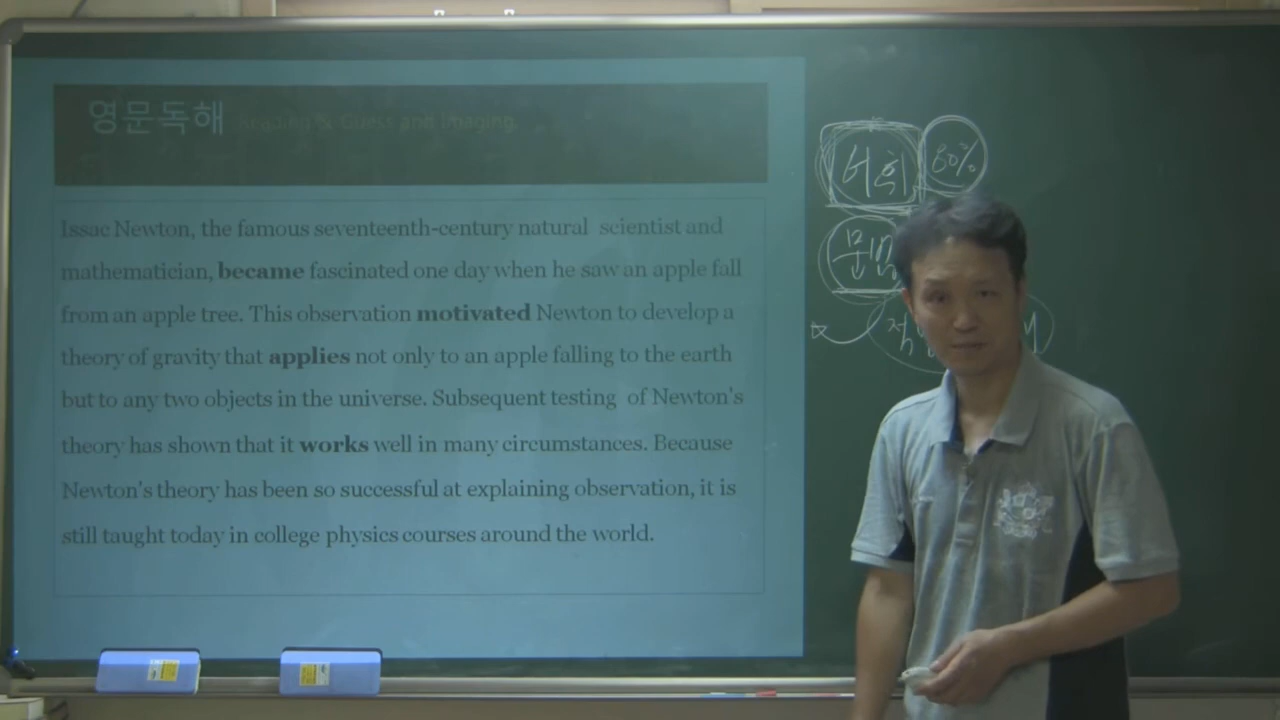 영문독해 Reading & Guess and Imaging.
Issac Newton, the famous seventeenth-century natural scientist and
mathematician, became fascinated one day when he saw an apple fall
from an apple tree. This observation motivated Newton to develop a
theory of gravity that applies not only to an apple falling to the earth
but to any two objects in the universe. Subsequent testing of Newton's
theory has shown that it works well in many circumstances. Because
Newton's theory has been so successful at explaining observation, it is
still taught today in college physics courses around the world.
어휘 80%